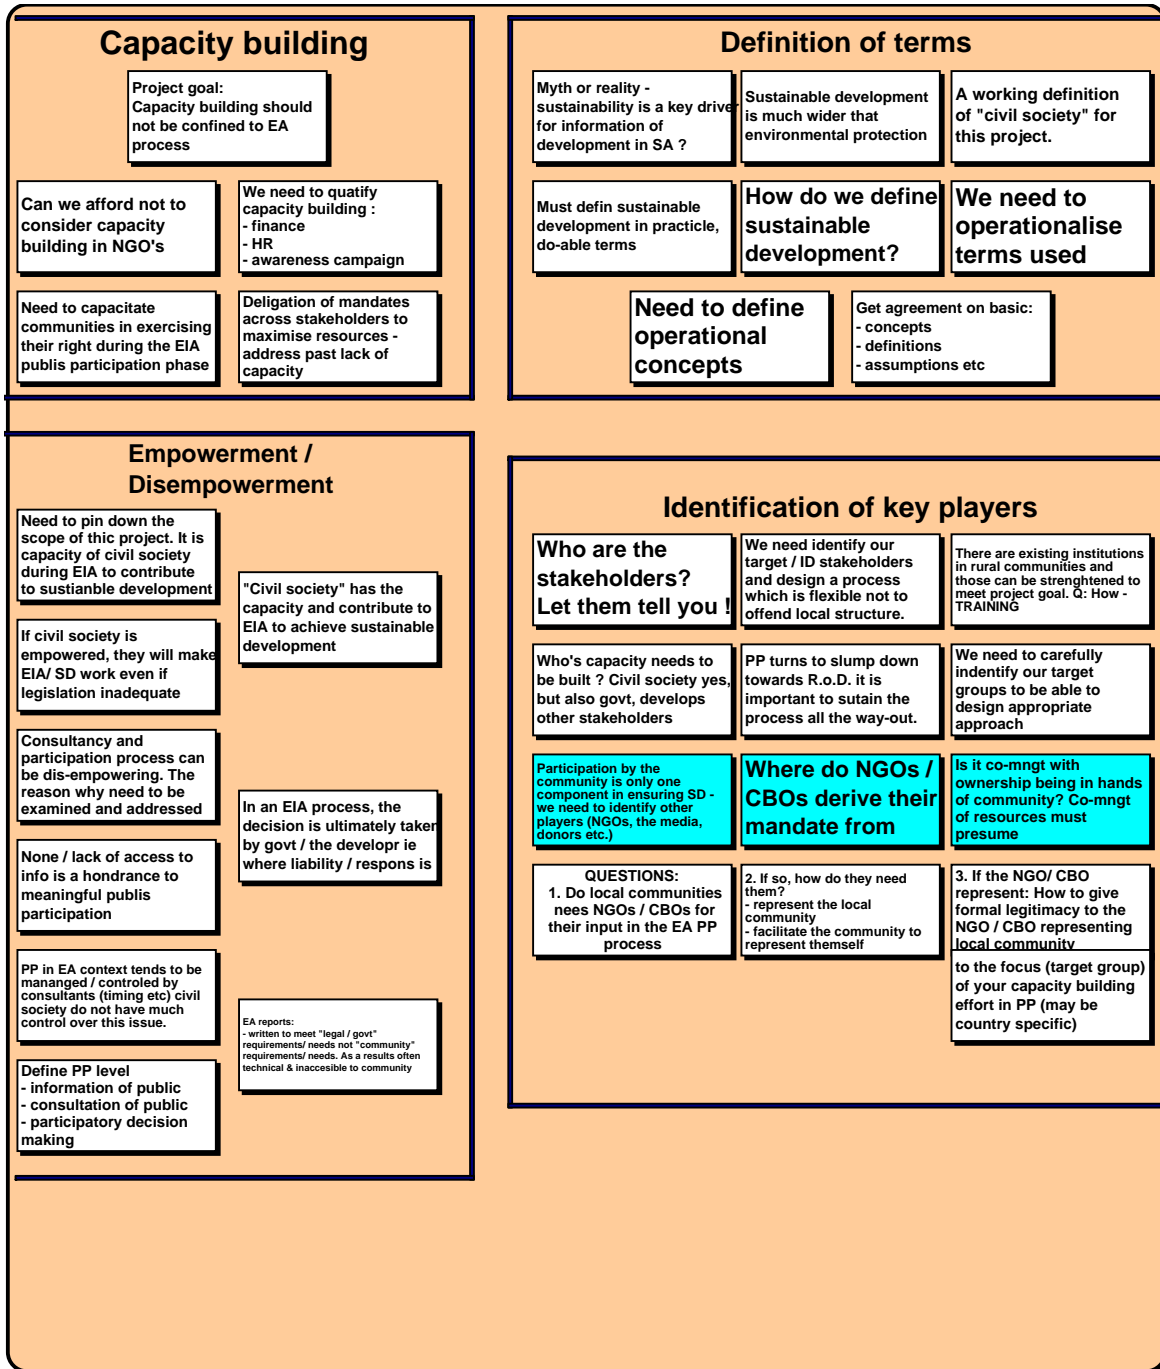 Capacity building
Project goal:
Capacity building should
not be confined to EA
process
Can we afford not to
consider capacity
building in NGO's
We need to quatify
capacity building :
- finance
- HR
- awareness campaign
Need to capacitate
communities in exercising
their right during the EIA
publis participation phase
Deligation of mandates
across stakeholders to
maximise resources -
address past lack of
capacity
Definition of terms
Myth or reality -
sustainability is a key driver
for information of
development in SA ?
Sustainable development
is much wider that
environmental protection
A working definition
of "civil society" for
this project.
Must defin sustainable
development in practicle,
do-able terms
How do we define
sustainable
development?
We need to
operationalise
terms used
Need to define
operational
concepts
Get agreement on basic:
- concepts
- definitions
- assumptions etc
Empowerment /
Disempowerment
Need to pin down the
scope of thic project. It is
capacity of civil society
during EIA to contribute
to sustianble development
"Civil society" has the
capacity and contribute to
EIA to achieve sustainable
development
If civil society is
empowered, they will make
EIA/ SD work even if
legislation inadequate
Consultancy and
participation process can
be dis-empowering. The
reason why need to be
examined and addressed
In an EIA process, the
decision is ultimately taken
by govt / the developr ie
where liability / respons is
None / lack of access to
info is a hondrance to
meaningful publis
participation
PP in EA context tends to be
mananged / controled by
consultants (timing etc) civil
society do not have much
control over this issue.
EA reports:
- written to meet "legal / govt"
requirements/ needs not "community"
requirements/ needs. As a results often
technical & inaccesible to community
Define PP level
- information of public
- consultation of public
- participatory decision
making
Identification of key players
Who are the
stakeholders?
Let them tell you !
We need identify our
target / ID stakeholders
and design a process
which is flexible not to
offend local structure.
There are existing institutions
in rural communities and
those can be strenghtened to
meet project goal. Q: How -
TRAINING
Who's capacity needs to
be built ? Civil society yes,
but also govt, develops
other stakeholders
PP turns to slump down
towards R.o.D. it is
important to sutain the
process all the way-out.
We need to carefully
indentify our target
groups to be able to
design appropriate
approach
Participation by the
community is only one
component in ensuring SD -
we need to identify other
players (NGOs, the media,
donors etc.)
Where do NGOs /
CBOs derive their
mandate from
Is it co-mngt with
ownership being in hands
of community? Co-mngt
of resources must
presume
QUESTIONS:
1. Do local communities
nees NGOs / CBOs for
their input in the EA PP
process
2. If so, how do they need
them?
- represent the local
community
- facilitate the community to
represent themself
3. If the NGO/ CBO
represent: How to give
formal legitimacy to the
NGO / CBO representing
local community
to the focus (target group)
of your capacity building
effort in PP (may be
country specific)